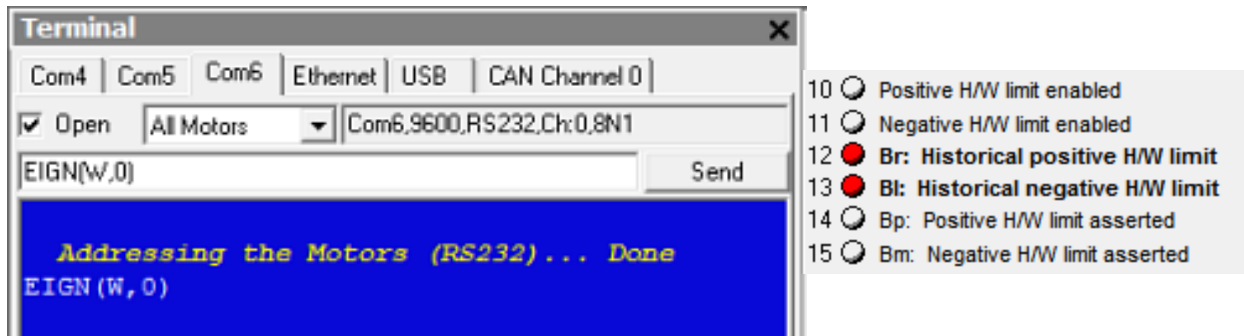 Terminal
Com4 Com5 Com6 Ethernet USB CAN Channel 0
Open All Motors Com6,9600,RS232,Ch:0,8N1
EIGN(W,0) Send
Addressing the Motors (RS232)... Done
EIGN(W,0)
10 Positive H/W limit enabled
11 Negative H/W limit enabled
12 Br: Historical positive H/W limit
13 Bl: Historical negative H/W limit
14 Bp: Positive H/W limit asserted
15 Bm: Negative H/W limit asserted